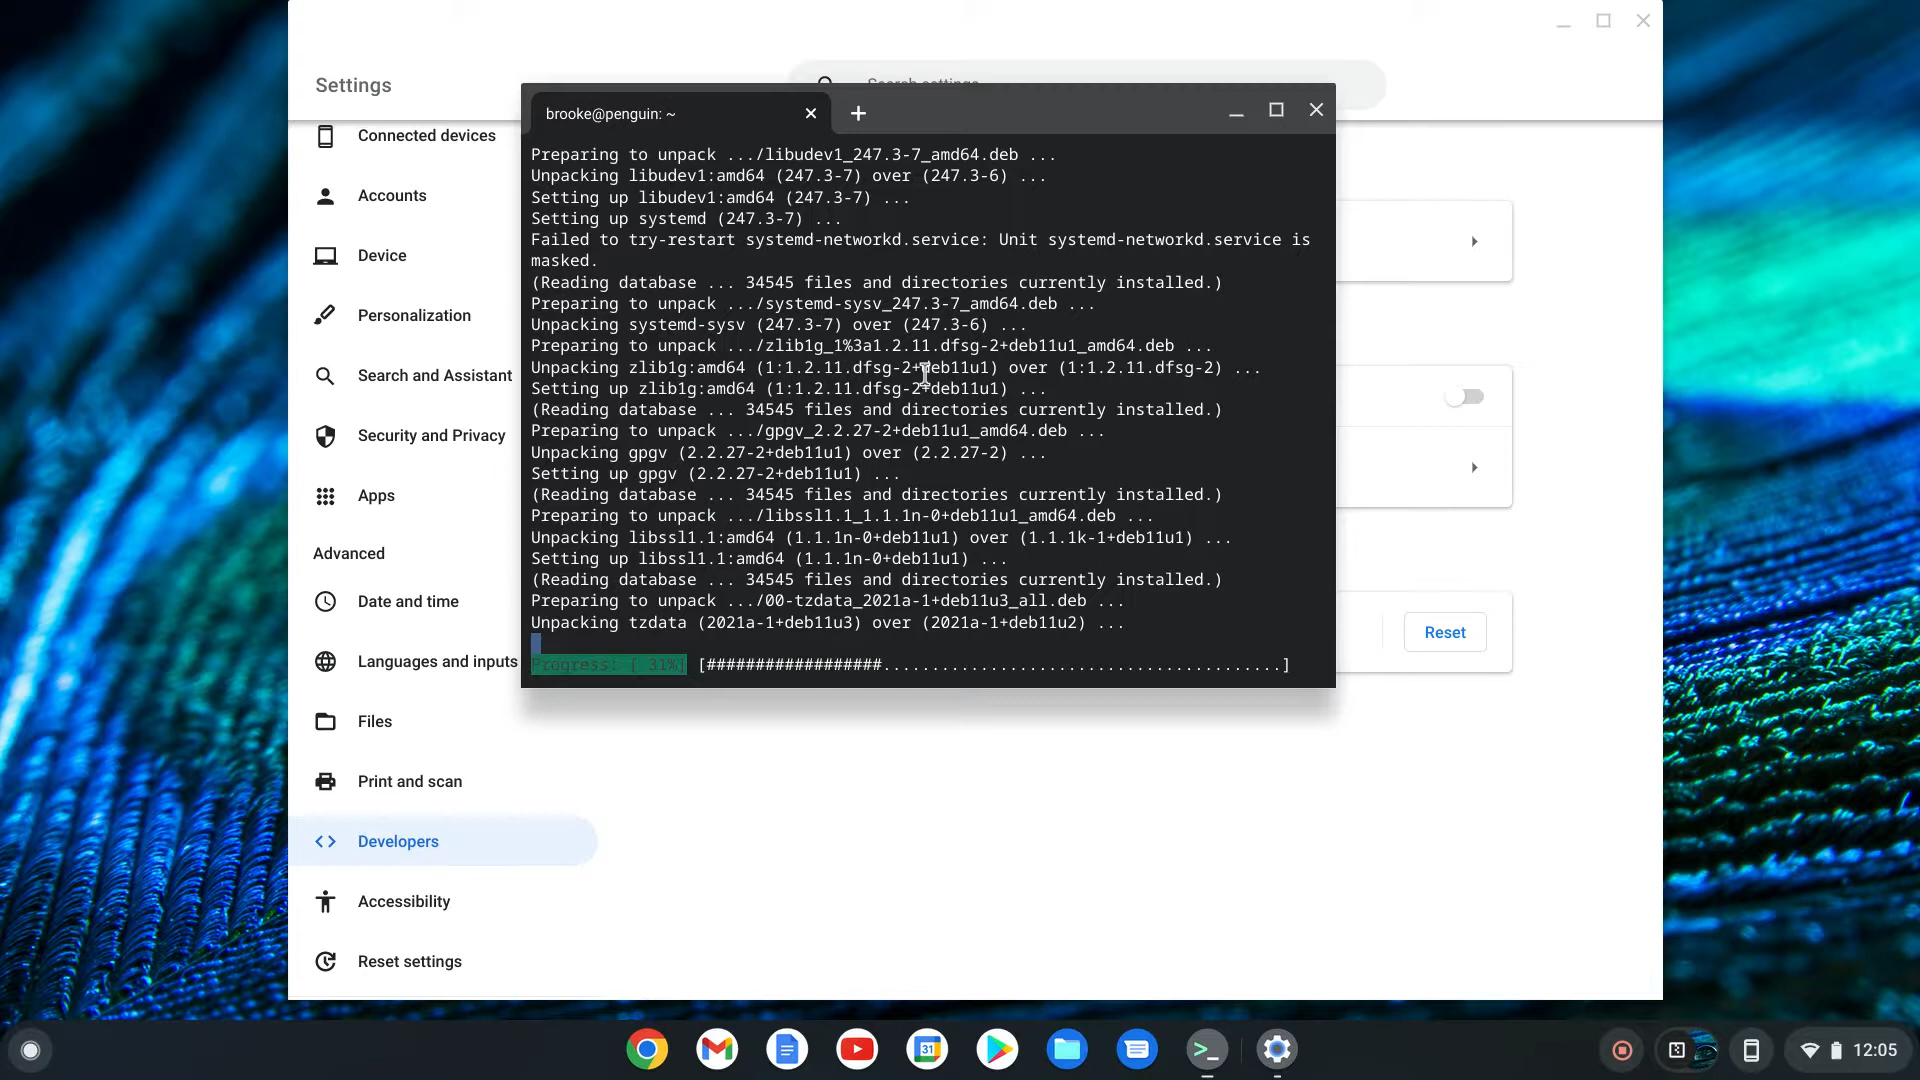 Settings
Search settings
Connected devices
Accounts
Device
Personalization
Search and Assistant
Security and Privacy
Apps
Advanced
Date and time
Languages and inputs
Files
Print and scan
Developers
Accessibility
Reset settings
brooke@penguin: ~
Preparing to unpack .../libudev1_247.3-7_amd64.deb ...
Unpacking libudev1:amd64 (247.3-7) over (247.3-6) ...
Setting up libudev1:amd64 (247.3-7) ...
Setting up systemd (247.3-7) ...
Failed to try-restart systemd-networkd.service: Unit systemd-networkd.service is
masked.
(Reading database ... 34545 files and directories currently installed.)
Preparing to unpack .../systemd-sysv_247.3-7_amd64.deb ...
Unpacking systemd-sysv (247.3-7) over (247.3-6) ...
Preparing to unpack .../zlib1g_1%3a1.2.11.dfsg-2+deb11u1_amd64.deb ...
Unpacking zlib1g:amd64 (1:1.2.11.dfsg-2+deb11u1) over (1:1.2.11.dfsg-2) ...
Setting up zlib1g:amd64 (1:1.2.11.dfsg-2+deb11u1) ...
(Reading database ... 34545 files and directories currently installed.)
Preparing to unpack .../gpgv_2.2.27-2+deb11u1_amd64.deb ...
Unpacking gpgv (2.2.27-2+deb11u1) over (2.2.27-2) ...
Setting up gpgv (2.2.27-2+deb11u1) ...
(Reading database ... 34545 files and directories currently installed.)
Preparing to unpack .../libssl1.1_1.1.1n-0+deb11u1_amd64.deb ...
Unpacking libssl1.1:amd64 (1.1.1n-0+deb11u1) over (1.1.1k-1+deb11u1) ...
Setting up libssl1.1:amd64 (1.1.1n-0+deb11u1) ...
(Reading database ... 34545 files and directories currently installed.)
Preparing to unpack .../00-tzdata_2021a-1+deb11u3_all.deb ...
Unpacking tzdata (2021a-1+deb11u3) over (2021a-1+deb11u2) ...
Progress: [ 31%] [##################.........................................]
Reset
31
12:05